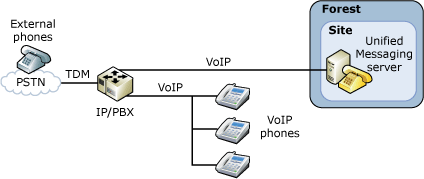 External
phones
PSTN
TDM
IP/PBX
VoIP
VoIP
VoIP
phones
Forest
Site
Unified
Messaging
server